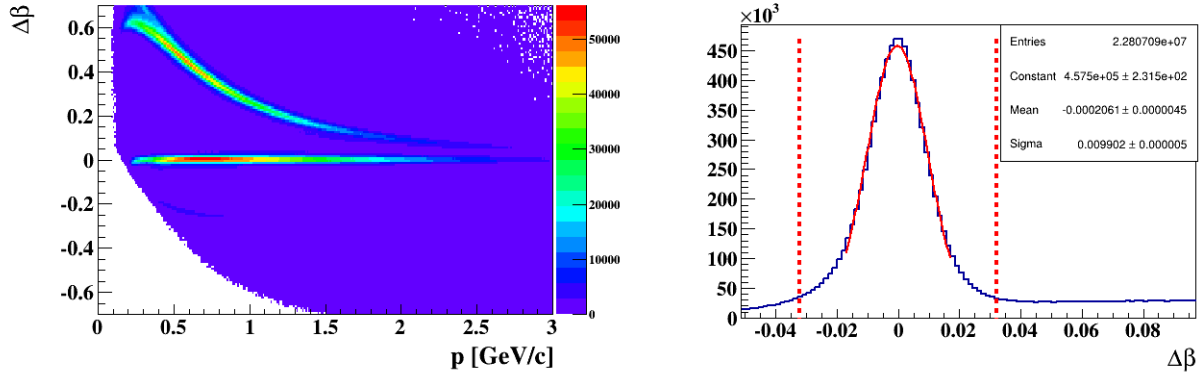 Δβ
0.6
0.4
0.2
0
-0.2
-0.4
-0.6
0 0.5 1 1.5 2 2.5 3
p [GeV/c]
50000
40000
30000
20000
10000
0
×10³
450
400
350
300
250
200
150
100
50
0
-0.04 -0.02 0 0.02 0.04 0.06 0.08
Δβ
Entries 2.280709e+07
Constant 4.575e+05 ± 2.315e+02
Mean -0.0002061 ± 0.0000045
Sigma 0.009902 ± 0.000005